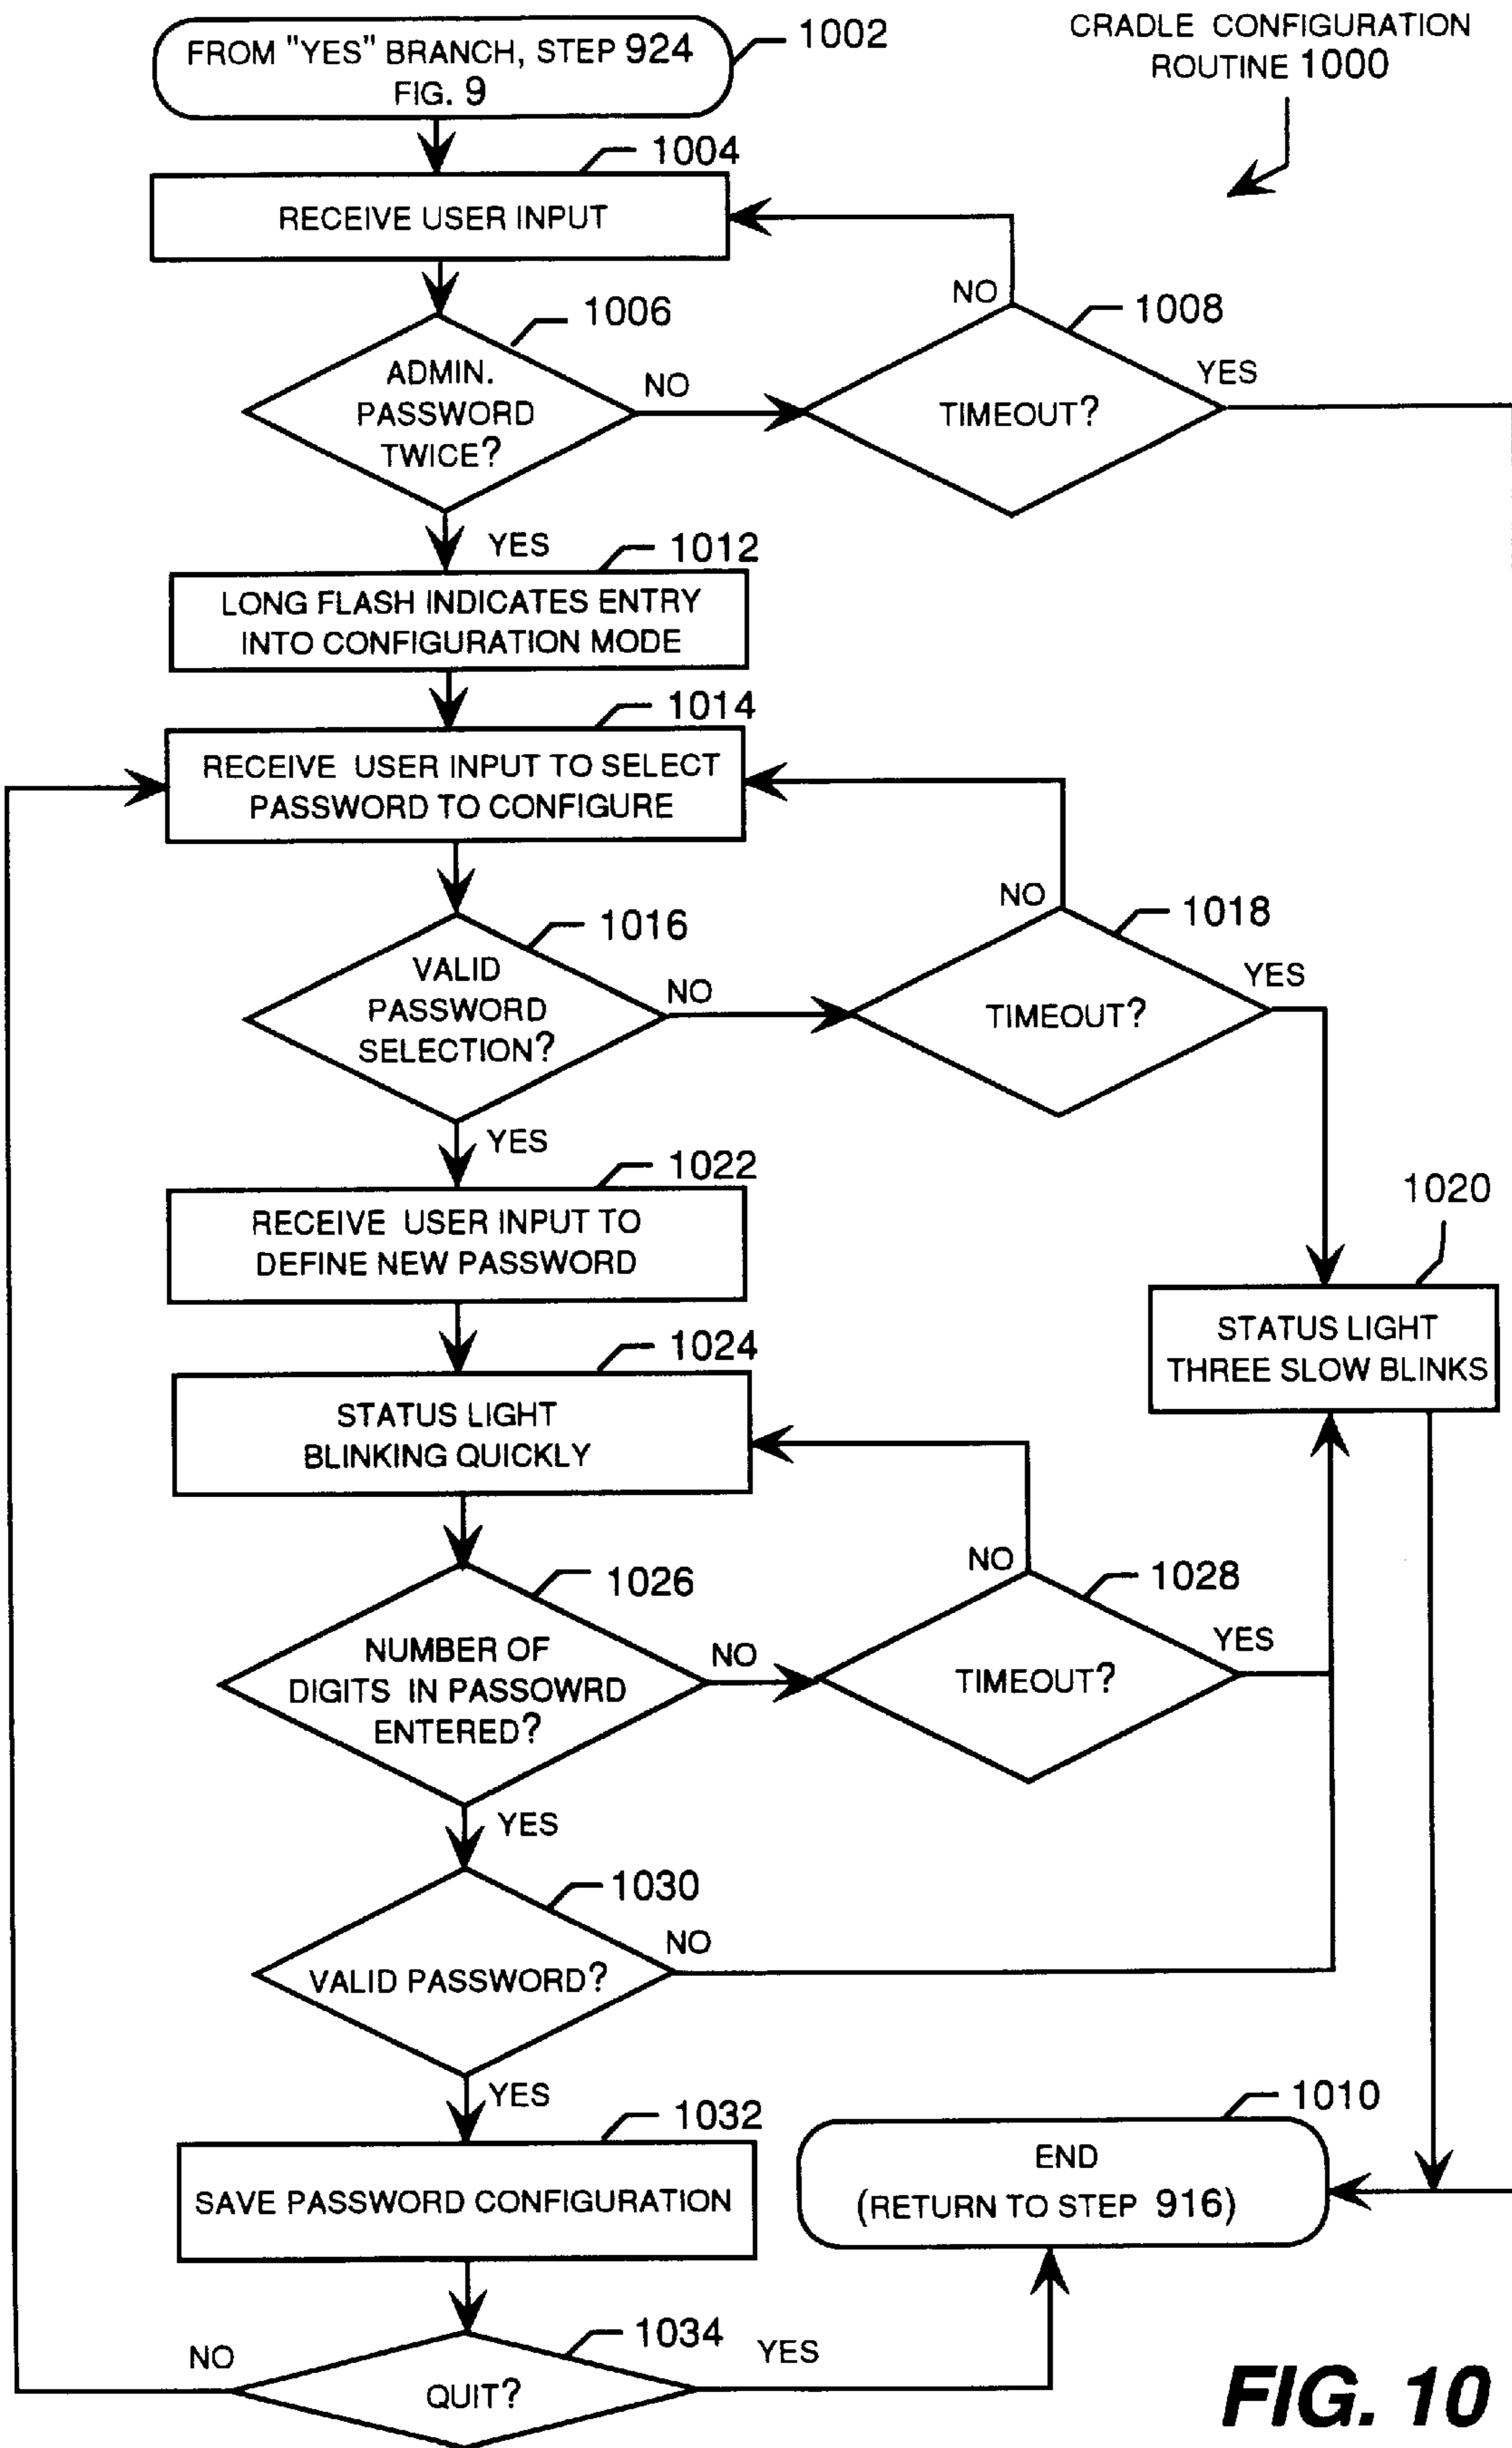 CRADLE CONFIGURATION
ROUTINE 1000
FROM "YES" BRANCH, STEP 924
FIG. 9
1002
1004
RECEIVE USER INPUT
1006
ADMIN.
PASSWORD
TWICE?
NO
NO
1008
TIMEOUT?
YES
YES
1012
LONG FLASH INDICATES ENTRY
INTO CONFIGURATION MODE
1014
RECEIVE USER INPUT TO SELECT
PASSWORD TO CONFIGURE
1016
VALID
PASSWORD
SELECTION?
NO
NO
1018
TIMEOUT?
YES
YES
1022
RECEIVE USER INPUT TO
DEFINE NEW PASSWORD
1020
STATUS LIGHT
THREE SLOW BLINKS
1024
STATUS LIGHT
BLINKING QUICKLY
1026
NUMBER OF
DIGITS IN PASSOWRD
ENTERED?
NO
NO
1028
TIMEOUT?
YES
YES
1030
VALID PASSWORD?
NO
YES
1032
SAVE PASSWORD CONFIGURATION
1010
END
(RETURN TO STEP 916)
1034
QUIT?
NO
YES
FIG. 10